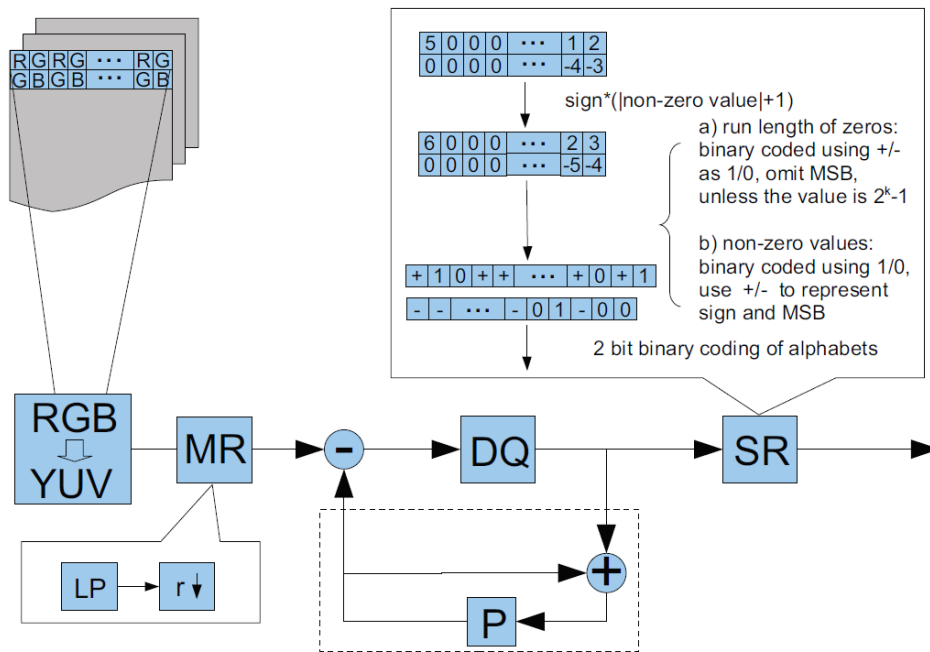 R G R G ··· R G
G B G B ··· G B
5 0 0 0 ··· 1 2
0 0 0 0 ··· -4 -3
sign*(|non-zero value|+1)
6 0 0 0 ··· 2 3
0 0 0 0 ··· -5 -4
a) run length of zeros:
binary coded using +/-
as 1/0, omit MSB,
unless the value is 2^k-1
+ 1 0 + + ··· + 0 + 1
- - ··· - 0 1 - 0 0
b) non-zero values:
binary coded using 1/0,
use +/- to represent
sign and MSB
2 bit binary coding of alphabets
RGB
YUV
MR
-
DQ
SR
LP
r
+
P